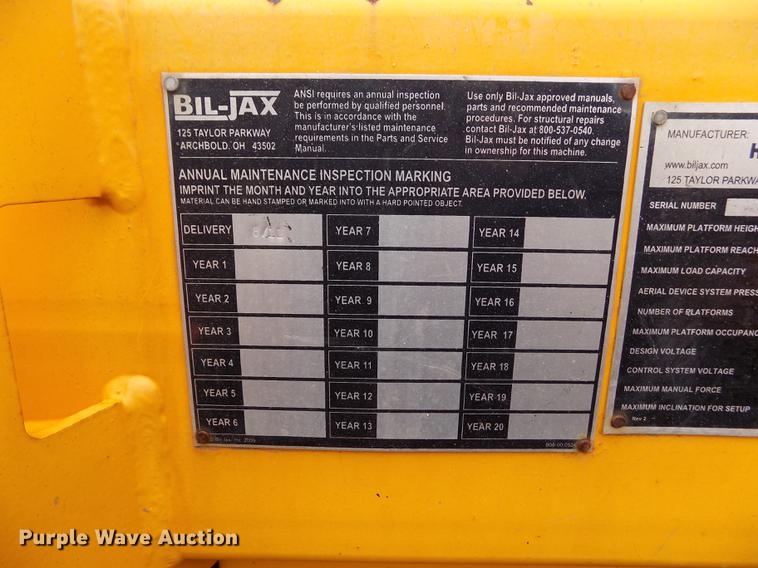 BIL-JAX
125 TAYLOR PARKWAY
ARCHBOLD, OH 43502
ANSI requires an annual inspection
be performed by qualified personnel.
This is in accordance with the
manufacturer's listed maintenance
requirements in the Parts and Service
Manual.
Use only Bil-Jax approved manuals,
parts and recommended maintenance
procedures. For structural repairs
contact Bil-Jax at 800-537-0540.
Bil-Jax must be notified of any change
in ownership for this machine.
ANNUAL MAINTENANCE INSPECTION MARKING
IMPRINT THE MONTH AND YEAR INTO THE APPROPRIATE AREA PROVIDED BELOW.
MATERIAL CAN BE HAND STAMPED OR MARKED INTO WITH A HARD POINTED OBJECT.
DELIVERY YEAR 7 YEAR 14
YEAR 1 YEAR 8 YEAR 15
YEAR 2 YEAR 9 YEAR 16
YEAR 3 YEAR 10 YEAR 17
YEAR 4 YEAR 11 YEAR 18
YEAR 5 YEAR 12 YEAR 19
YEAR 6 YEAR 13 YEAR 20
© Bil-Jax, Inc. 2009
MANUFACTURER: H
www.biljax.com
125 TAYLOR PARKWA
SERIAL NUMBER
MAXIMUM PLATFORM HEIGH
MAXIMUM PLATFORM REACH
MAXIMUM LOAD CAPACITY
AERIAL DEVICE SYSTEM PRESS
NUMBER OF PLATFORMS
MAXIMUM PLATFORM OCCUPANC
DESIGN VOLTAGE
CONTROL SYSTEM VOLTAGE
MAXIMUM MANUAL FORCE
MAXIMUM INCLINATION FOR SETUP
Rev 2
Purple Wave Auction